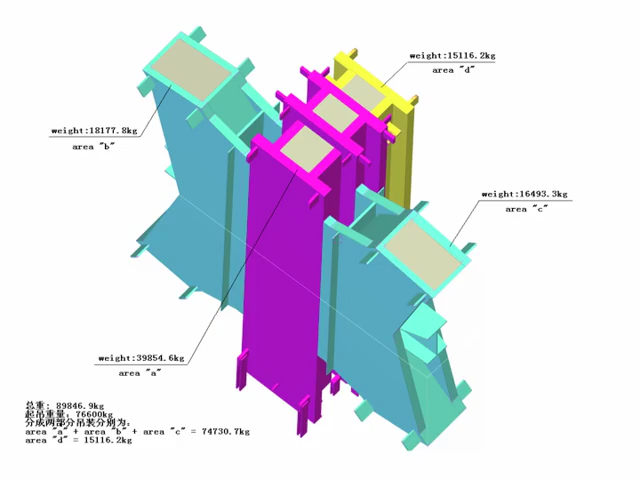 weight:15116.2kg
area "d"
weight:18177.8kg
area "b"
weight:16493.3kg
area "c"
weight:39854.6kg
area "a"
总重: 89846.9kg
起吊重量: 76600kg
分成两部分吊装分别为:
area "a" + area "b" + area "c" = 74730.7kg
area "d" = 15116.2kg